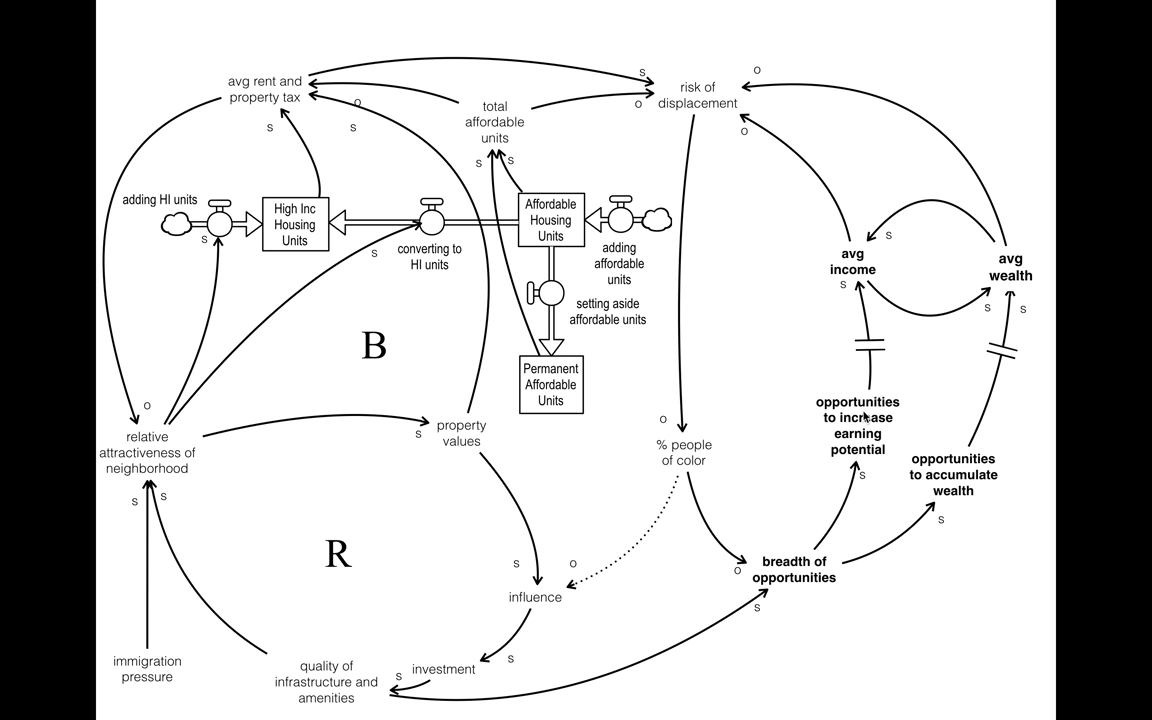 avg rent and
property tax
s
o
s
s
total
affordable
units
s
o
s
s
risk of
displacement
o
o
adding HI units
s
High Inc
Housing
Units
s
converting to
HI units
Affordable
Housing
Units
adding
affordable
units
setting aside
affordable units
Permanent
Affordable
Units
avg
income
s
s
avg
wealth
s
s
B
o
relative
attractiveness of
neighborhood
s
s
s
property
values
o
% people
of color
opportunities
to increase
earning
potential
s
opportunities
to accumulate
wealth
s
R
s
o
influence
o
breadth of
opportunities
s
immigration
pressure
quality of
infrastructure and
amenities
s
investment
s